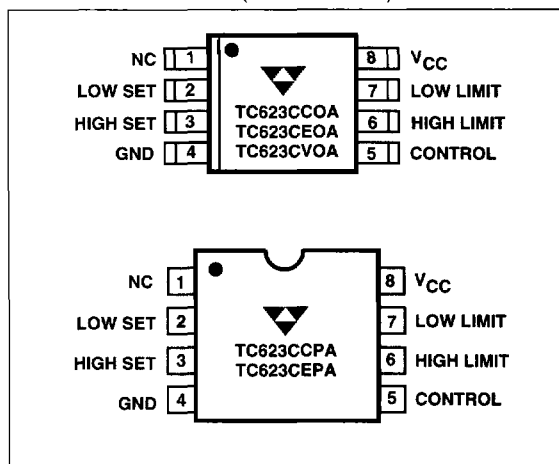 NC 1 8 VCC
LOW SET 2 7 LOW LIMIT
HIGH SET 3 6 HIGH LIMIT
GND 4 5 CONTROL
TC623CCOA
TC623CEOA
TC623CVOA
NC 1 8 VCC
LOW SET 2 7 LOW LIMIT
HIGH SET 3 6 HIGH LIMIT
GND 4 5 CONTROL
TC623CCPA
TC623CEPA